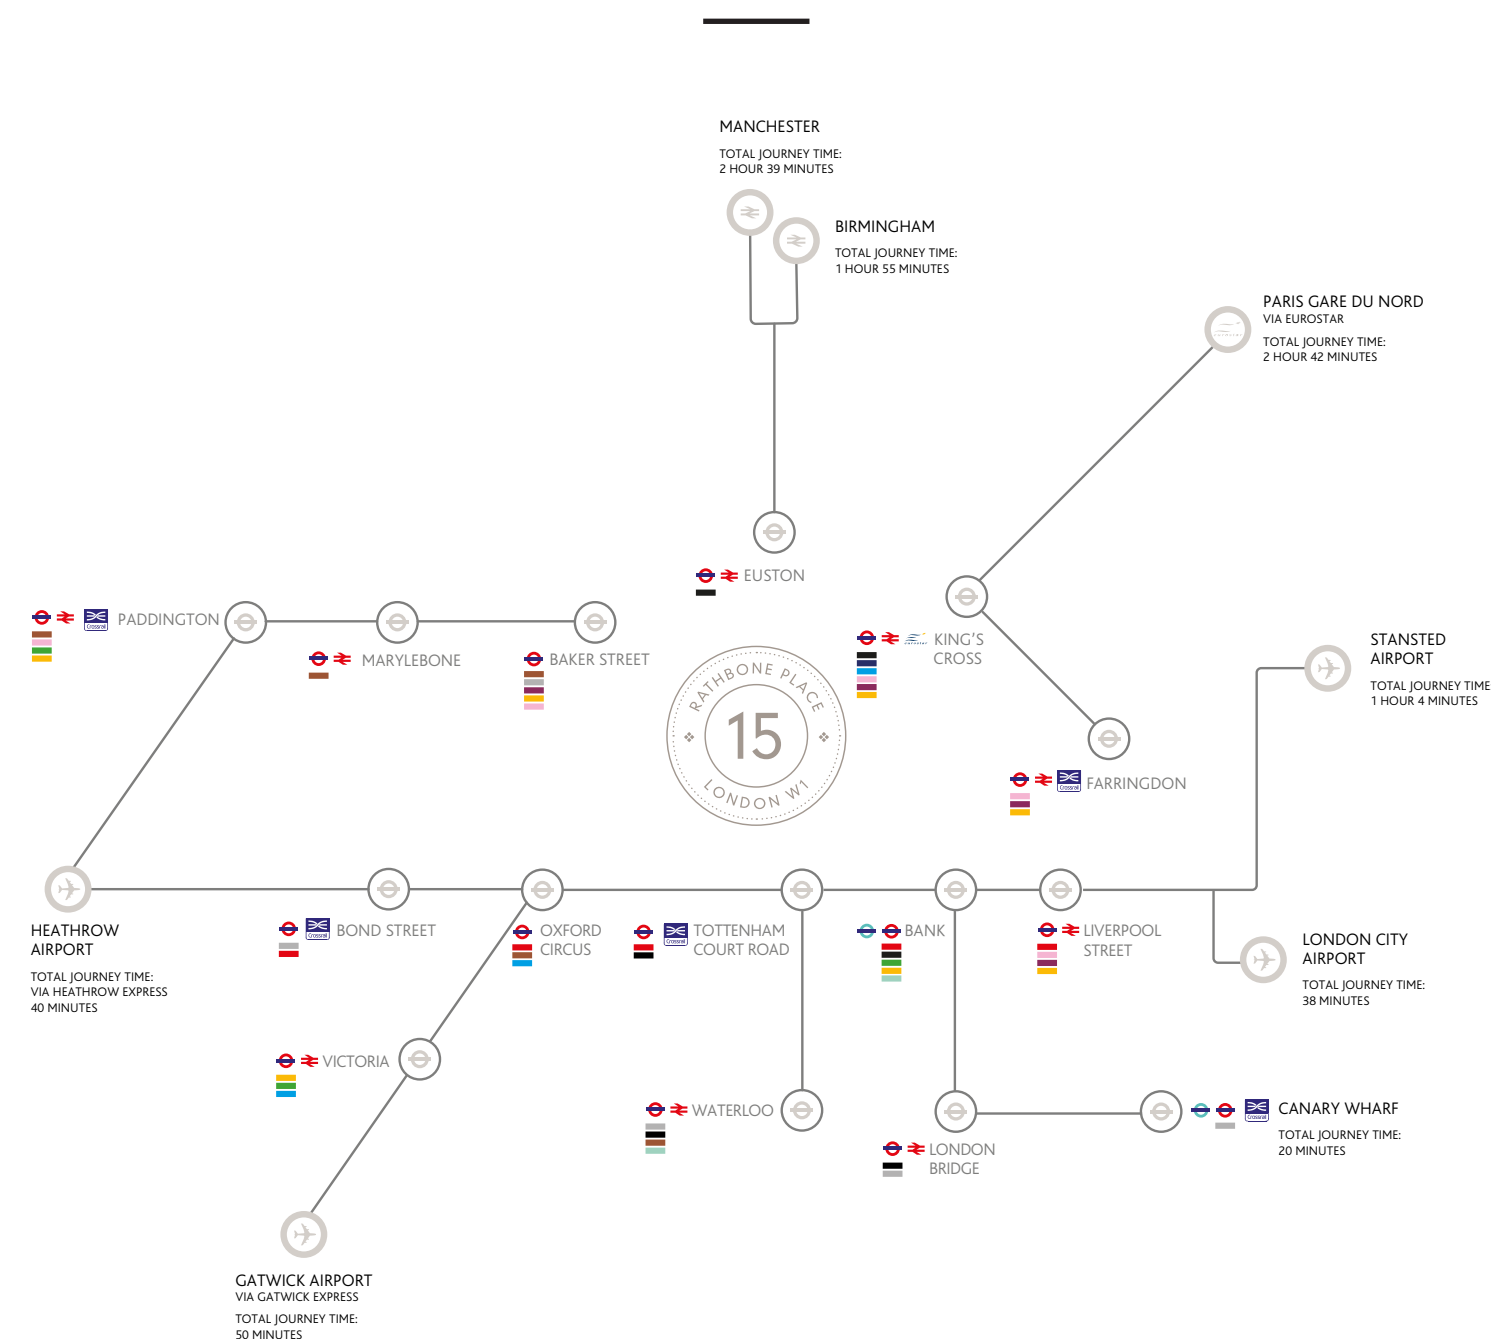 MANCHESTER
TOTAL JOURNEY TIME:
2 HOUR 39 MINUTES
BIRMINGHAM
TOTAL JOURNEY TIME:
1 HOUR 55 MINUTES
PARIS GARE DU NORD
VIA EUROSTAR
TOTAL JOURNEY TIME:
2 HOUR 42 MINUTES
EUSTON
PADDINGTON
Crossrail
MARYLEBONE
BAKER STREET
KING'S
CROSS
STANSTED
AIRPORT
TOTAL JOURNEY TIME
1 HOUR 4 MINUTES
RATHBONE PLACE
15
LONDON W1
Crossrail
FARRINGDON
HEATHROW
AIRPORT
TOTAL JOURNEY TIME:
VIA HEATHROW EXPRESS
40 MINUTES
Crossrail
BOND STREET
OXFORD
CIRCUS
Crossrail
TOTTENHAM
COURT ROAD
BANK
LIVERPOOL
STREET
LONDON CITY
AIRPORT
TOTAL JOURNEY TIME:
38 MINUTES
VICTORIA
WATERLOO
LONDON
BRIDGE
Crossrail
CANARY WHARF
TOTAL JOURNEY TIME:
20 MINUTES
GATWICK AIRPORT
VIA GATWICK EXPRESS
TOTAL JOURNEY TIME:
50 MINUTES